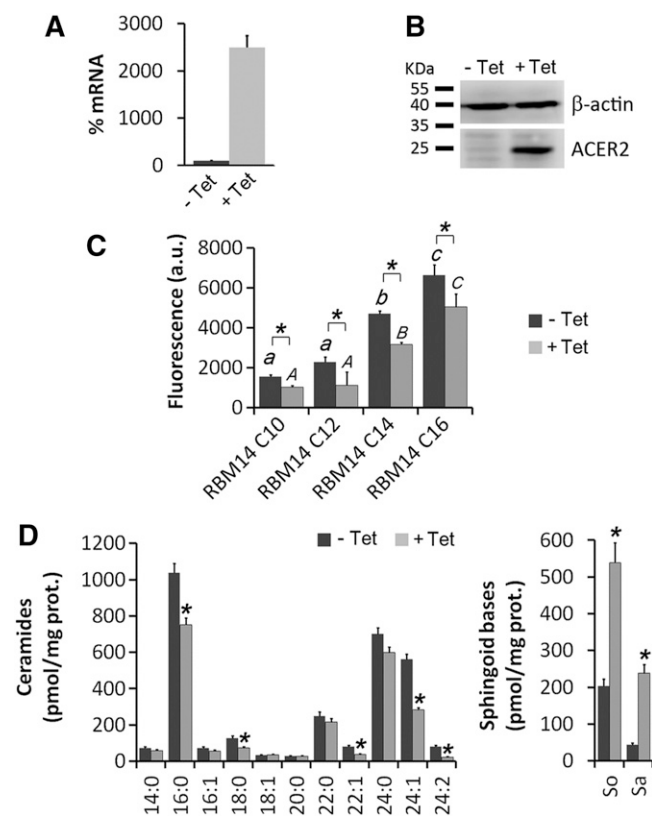 A
% mRNA
3000
2000
1000
0
- Tet
+ Tet
B
KDa
- Tet + Tet
55
40
35
25
β-actin
ACER2
C
Fluorescence (a.u.)
8000
6000
4000
2000
0
a * A
a * A
b * B
c * C
RBM14 C10
RBM14 C12
RBM14 C14
RBM14 C16
- Tet
+ Tet
D
- Tet + Tet
Ceramides
(pmol/mg prot.)
1200
1000
800
600
400
200
0
* * * * *
14:0
16:0
16:1
18:0
18:1
20:0
22:0
22:1
24:0
24:1
24:2
Sphingoid bases
(pmol/mg prot.)
600
500
400
300
200
100
0
* *
So
Sa